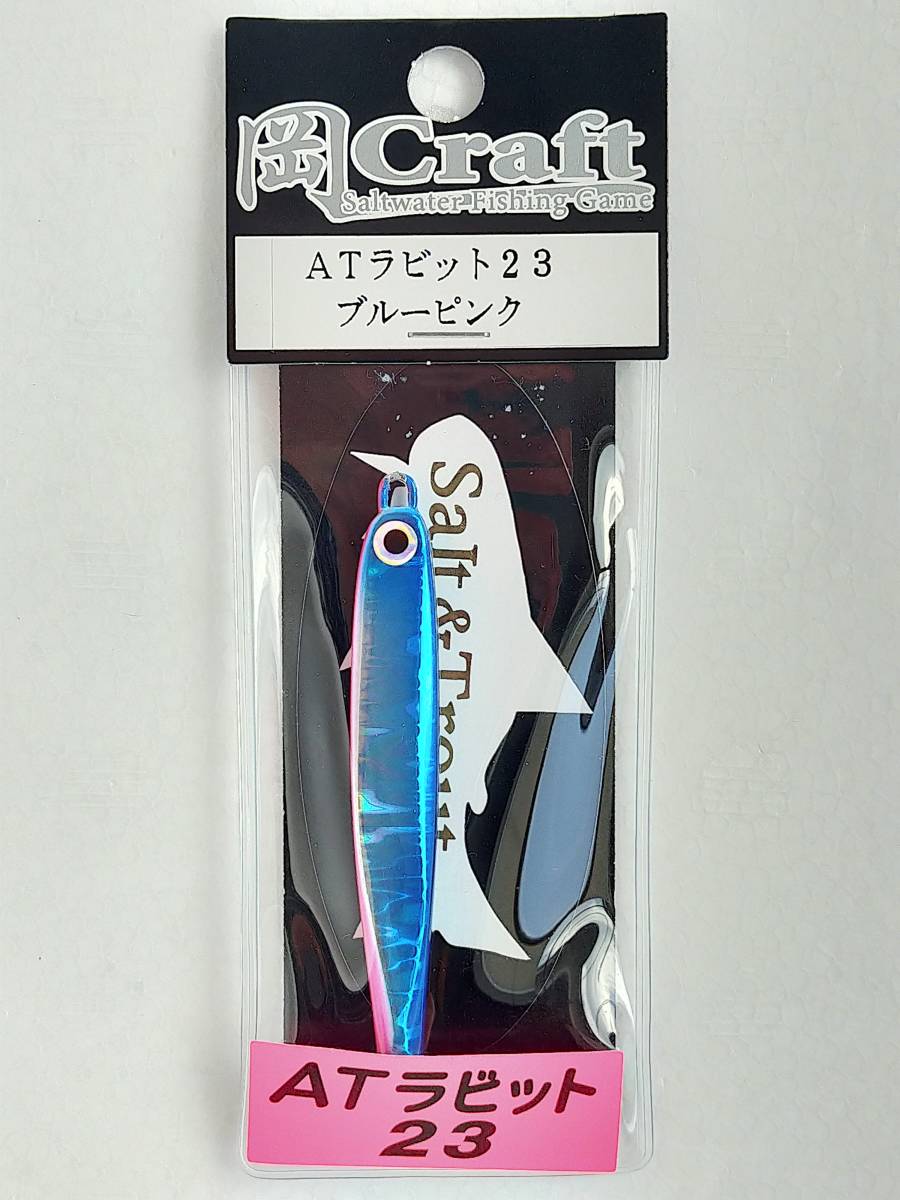 岡Craft
Saltwater Fishing Game
ATラビット23
ブルーピンク
Salt & Trout
ATラビット
23